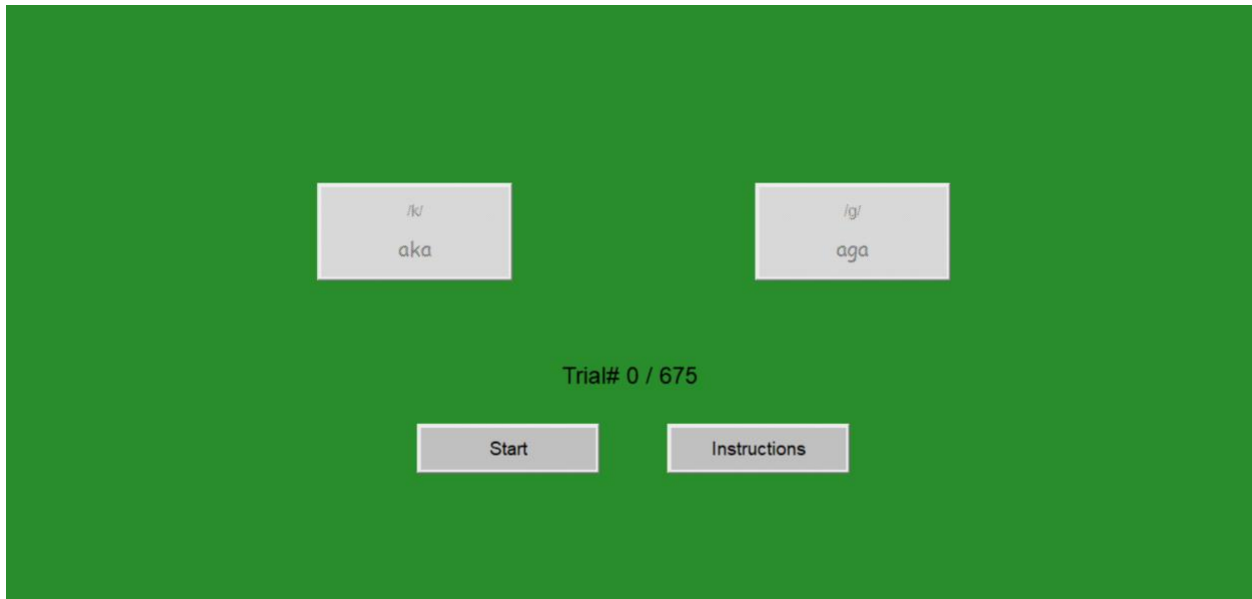 /k/
aka
/g/
aga
Trial# 0 / 675
Start
Instructions